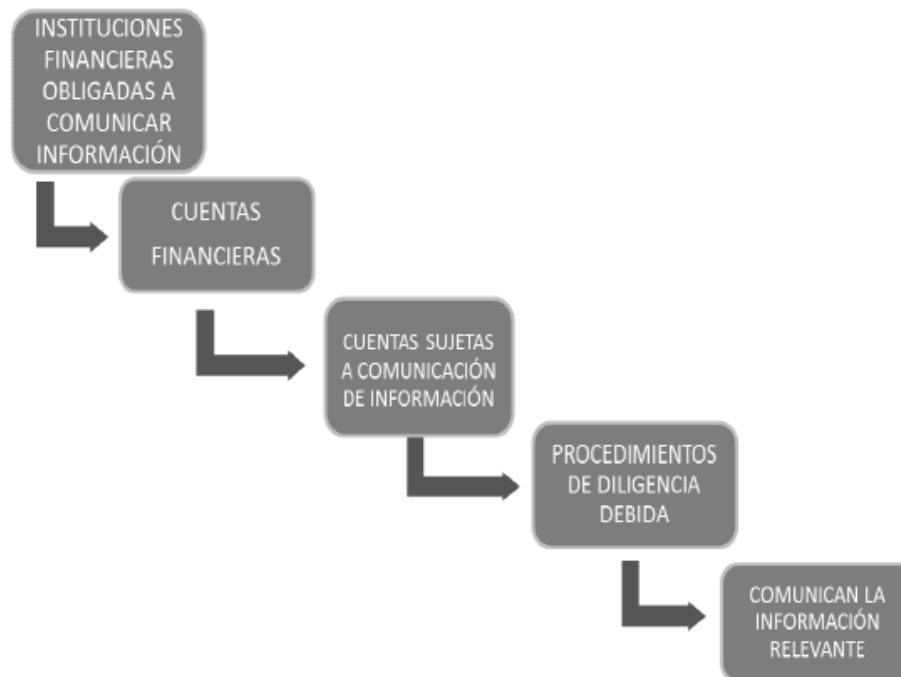 INSTITUCIONES
FINANCIERAS
OBLIGADAS A
COMUNICAR
INFORMACIÓN
CUENTAS
FINANCIERAS
CUENTAS SUJETAS
A COMUNICACIÓN
DE INFORMACIÓN
PROCEDIMIENTOS
DE DILIGENCIA
DEBIDA
COMUNICAN LA
INFORMACIÓN
RELEVANTE